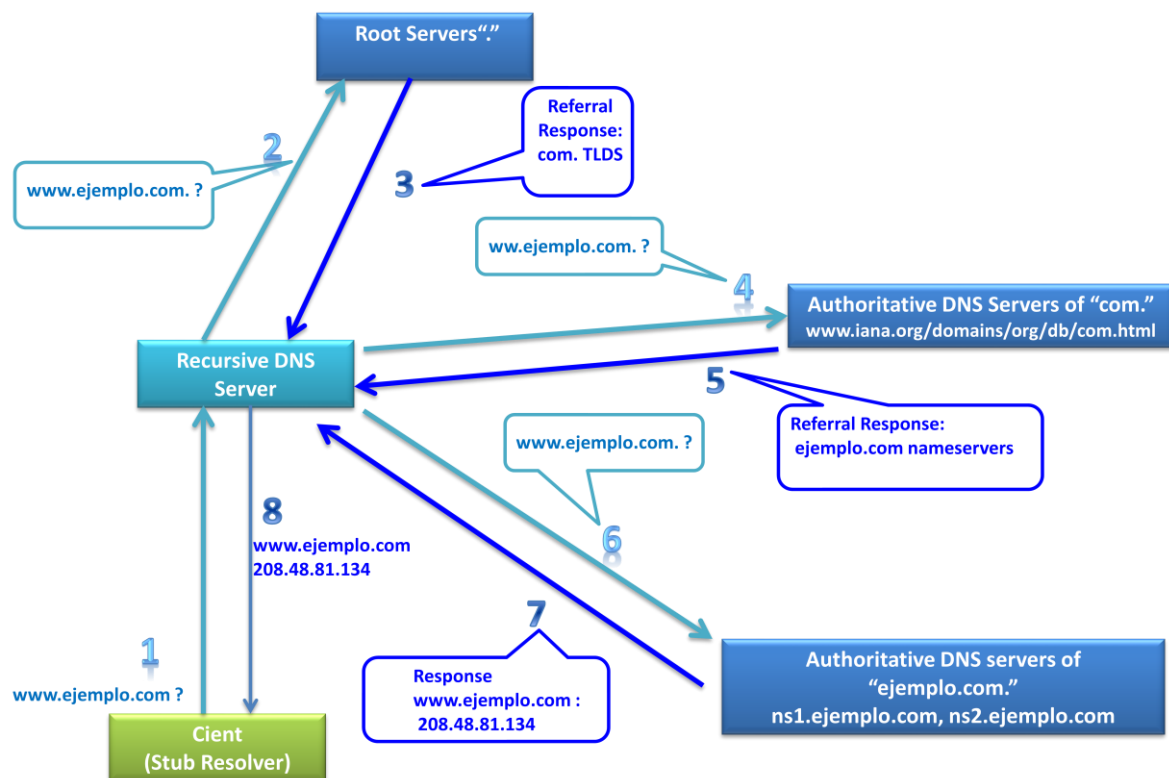 Root Servers“.”
Referral
Response:
com. TLDS
2
www.ejemplo.com. ?
3
ww.ejemplo.com. ?
4
Authoritative DNS Servers of “com.”
www.iana.org/domains/org/db/com.html
Recursive DNS
Server
5
Referral Response:
ejemplo.com nameservers
www.ejemplo.com. ?
6
8
www.ejemplo.com
208.48.81.134
7
Response
www.ejemplo.com :
208.48.81.134
1
www.ejemplo.com ?
Authoritative DNS servers of
“ejemplo.com.”
ns1.ejemplo.com, ns2.ejemplo.com
Cient
(Stub Resolver)